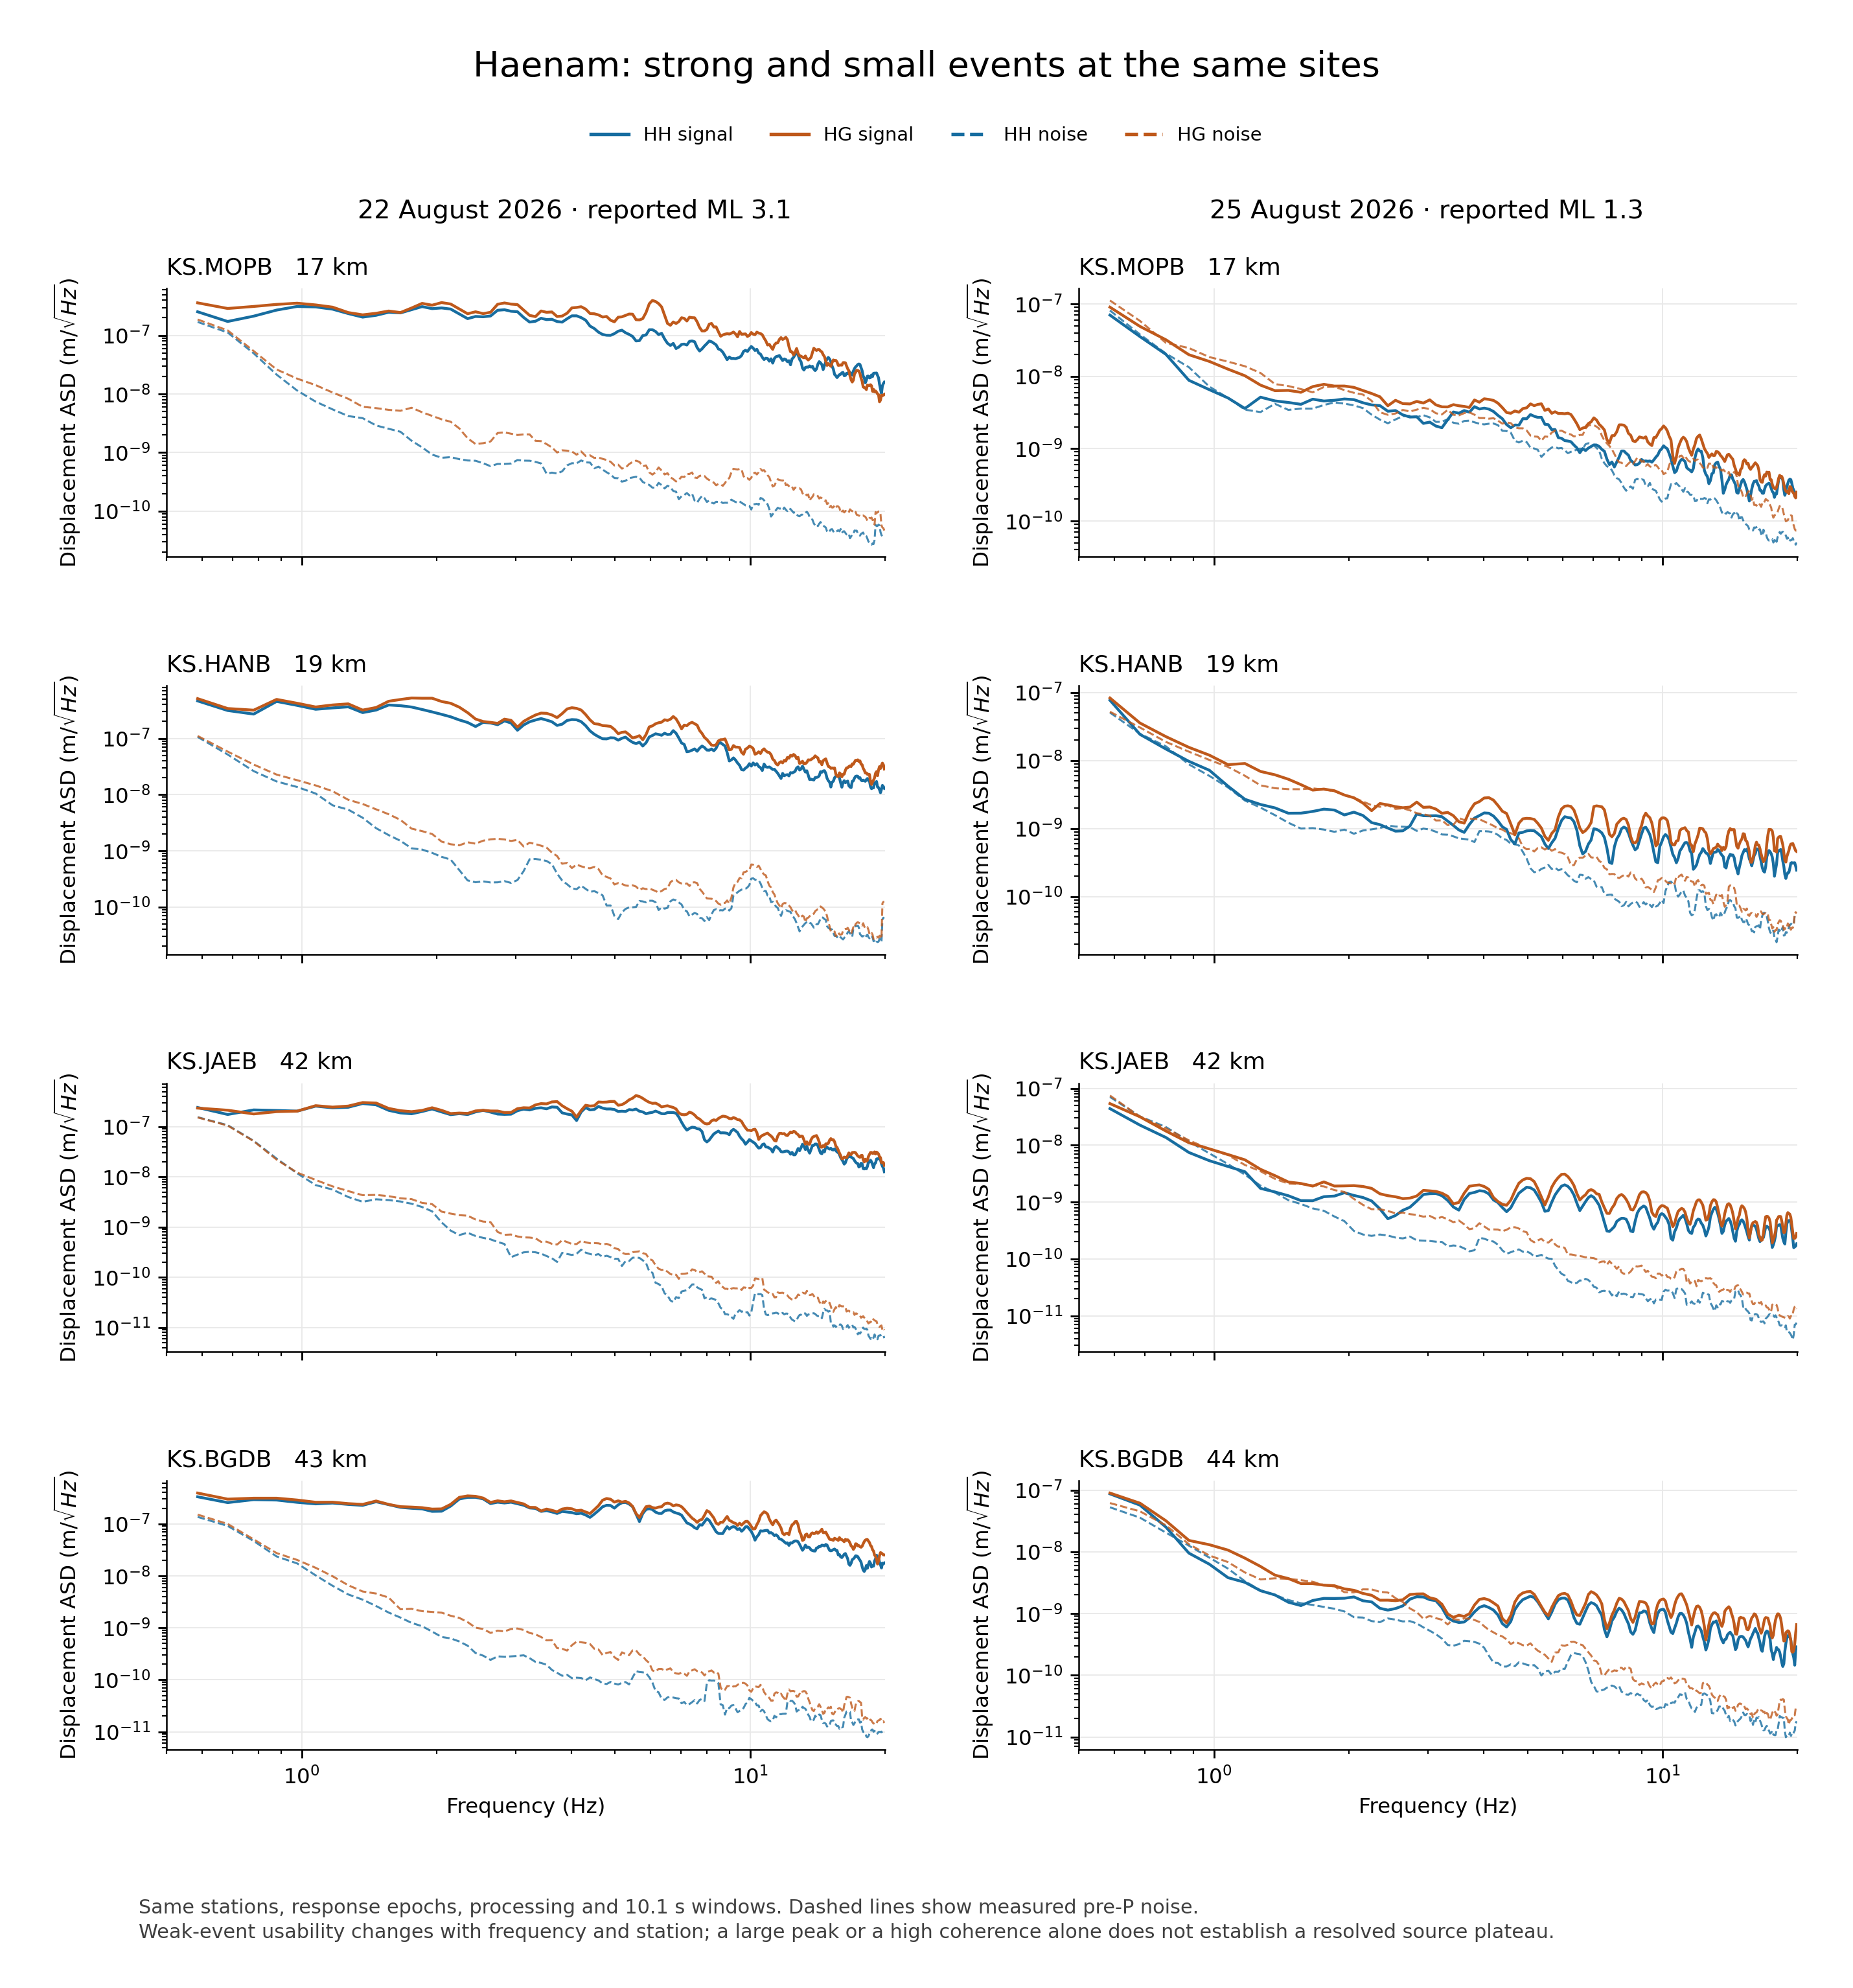 Haenam: strong and small events at the same sites
HH signal HG signal HH noise HG noise
22 August 2026 · reported ML 3.1
25 August 2026 · reported ML 1.3
KS.MOPB 17 km
Displacement ASD (m/√Hz)
10⁻⁷
10⁻⁸
10⁻⁹
10⁻¹⁰
KS.MOPB 17 km
Displacement ASD (m/√Hz)
10⁻⁷
10⁻⁸
10⁻⁹
10⁻¹⁰
KS.HANB 19 km
Displacement ASD (m/√Hz)
10⁻⁷
10⁻⁸
10⁻⁹
10⁻¹⁰
KS.HANB 19 km
Displacement ASD (m/√Hz)
10⁻⁷
10⁻⁸
10⁻⁹
10⁻¹⁰
KS.JAEB 42 km
Displacement ASD (m/√Hz)
10⁻⁷
10⁻⁸
10⁻⁹
10⁻¹⁰
10⁻¹¹
KS.JAEB 42 km
Displacement ASD (m/√Hz)
10⁻⁷
10⁻⁸
10⁻⁹
10⁻¹⁰
10⁻¹¹
KS.BGDB 43 km
Displacement ASD (m/√Hz)
10⁻⁷
10⁻⁸
10⁻⁹
10⁻¹⁰
10⁻¹¹
10⁰ 10¹
Frequency (Hz)
KS.BGDB 44 km
Displacement ASD (m/√Hz)
10⁻⁷
10⁻⁸
10⁻⁹
10⁻¹⁰
10⁻¹¹
10⁰ 10¹
Frequency (Hz)
Same stations, response epochs, processing and 10.1 s windows. Dashed lines show measured pre-P noise.
Weak-event usability changes with frequency and station; a large peak or a high coherence alone does not establish a resolved source plateau.